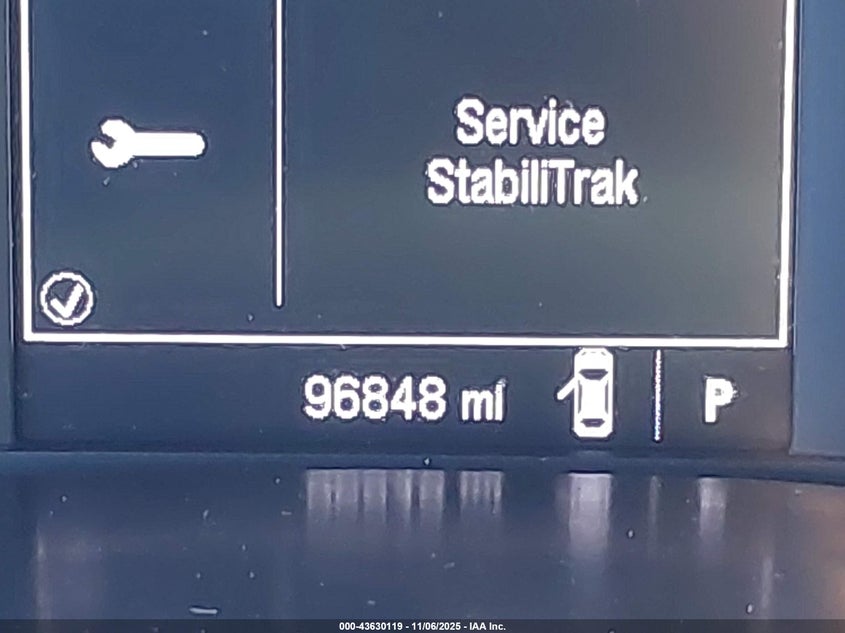 Service
StabiliTrak
96848 mi
P
000-43630119 - 11/06/2025 - IAA Inc.